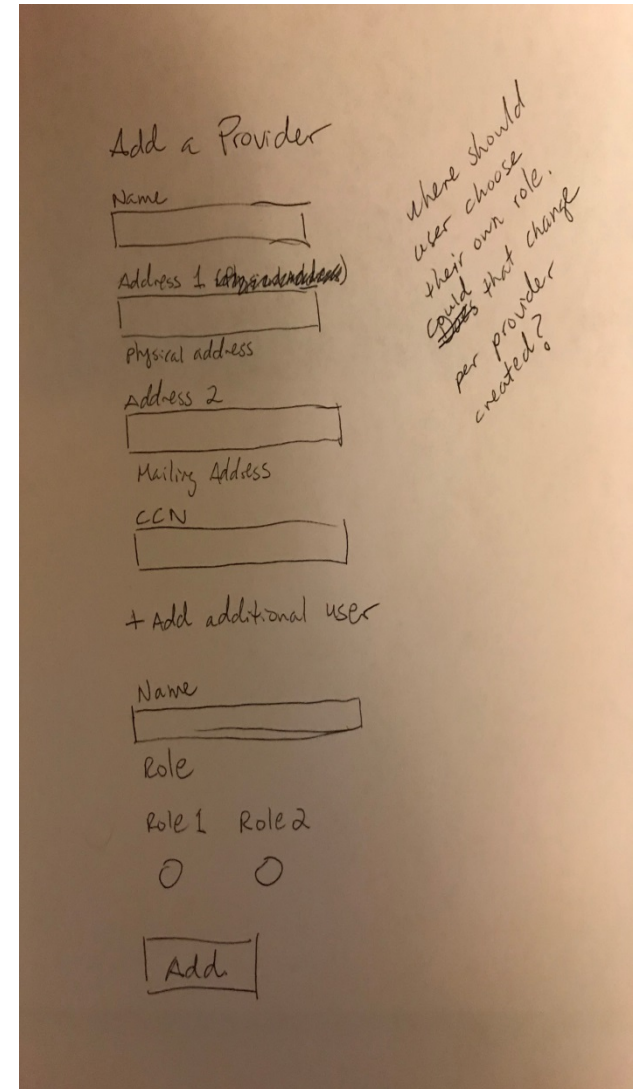 Add a Provider
Name
Address 1
physical address
Address 2
Mailing Address
CCN
+ Add additional user
Name
Role
Role 1 Role 2
Add
where should
user choose
their own role.
could
Does that change
per provider
created?